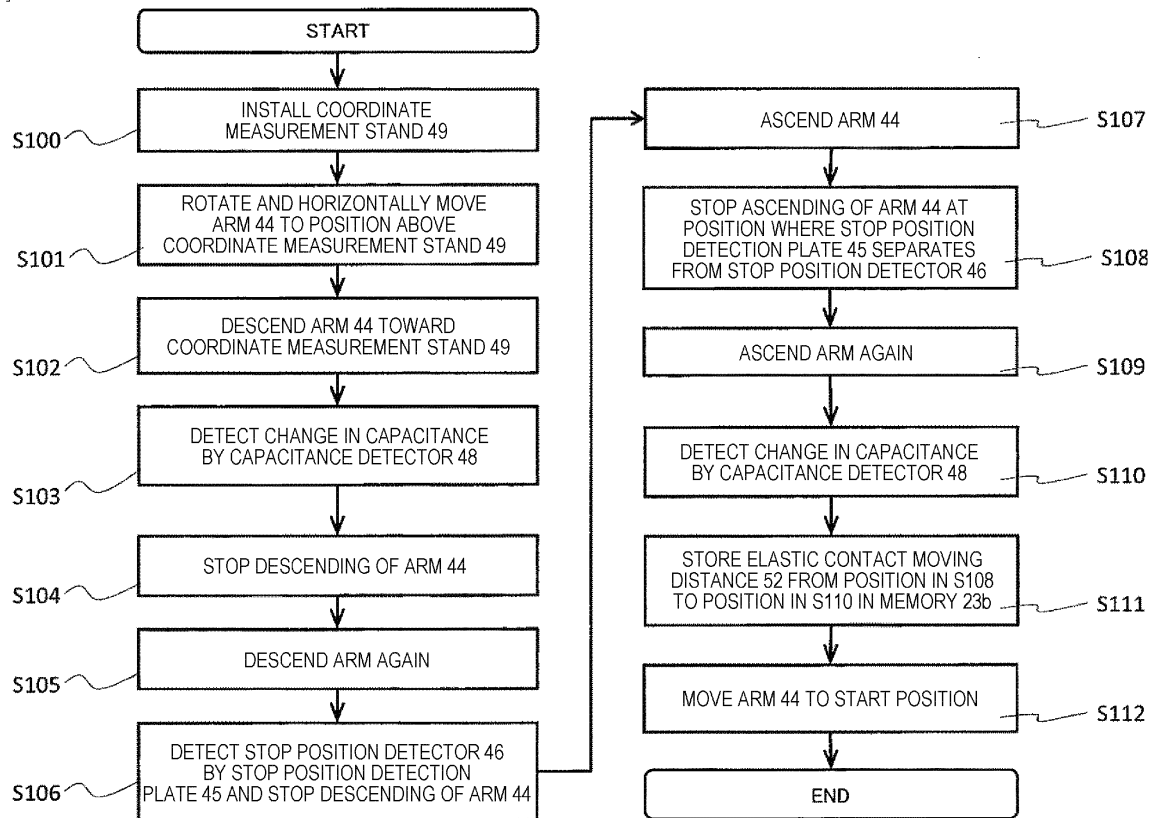 START
S100
INSTALL COORDINATE
MEASUREMENT STAND 49
S101
ROTATE AND HORIZONTALLY MOVE
ARM 44 TO POSITION ABOVE
COORDINATE MEASUREMENT STAND 49
S102
DESCEND ARM 44 TOWARD
COORDINATE MEASUREMENT STAND 49
S103
DETECT CHANGE IN CAPACITANCE
BY CAPACITANCE DETECTOR 48
S104
STOP DESCENDING OF ARM 44
S105
DESCEND ARM AGAIN
S106
DETECT STOP POSITION DETECTOR 46
BY STOP POSITION DETECTION
PLATE 45 AND STOP DESCENDING OF ARM 44
ASCEND ARM 44
S107
STOP ASCENDING OF ARM 44 AT
POSITION WHERE STOP POSITION
DETECTION PLATE 45 SEPARATES
FROM STOP POSITION DETECTOR 46
S108
ASCEND ARM AGAIN
S109
DETECT CHANGE IN CAPACITANCE
BY CAPACITANCE DETECTOR 48
S110
STORE ELASTIC CONTACT MOVING
DISTANCE 52 FROM POSITION IN S108
TO POSITION IN S110 IN MEMORY 23b
S111
MOVE ARM 44 TO START POSITION
S112
END